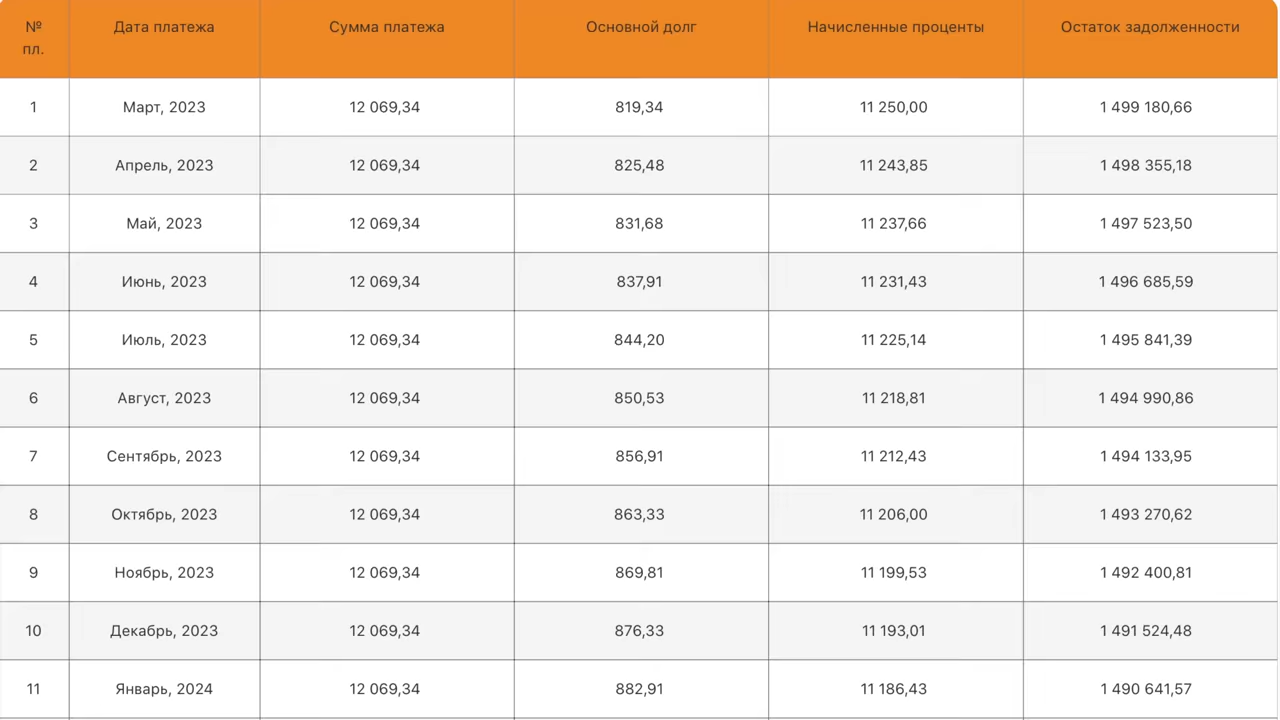 № пл. Дата платежа Сумма платежа Основной долг Начисленные проценты Остаток задолженности
1 Март, 2023 12 069,34 819,34 11 250,00 1 499 180,66
2 Апрель, 2023 12 069,34 825,48 11 243,85 1 498 355,18
3 Май, 2023 12 069,34 831,68 11 237,66 1 497 523,50
4 Июнь, 2023 12 069,34 837,91 11 231,43 1 496 685,59
5 Июль, 2023 12 069,34 844,20 11 225,14 1 495 841,39
6 Август, 2023 12 069,34 850,53 11 218,81 1 494 990,86
7 Сентябрь, 2023 12 069,34 856,91 11 212,43 1 494 133,95
8 Октябрь, 2023 12 069,34 863,33 11 206,00 1 493 270,62
9 Ноябрь, 2023 12 069,34 869,81 11 199,53 1 492 400,81
10 Декабрь, 2023 12 069,34 876,33 11 193,01 1 491 524,48
11 Январь, 2024 12 069,34 882,91 11 186,43 1 490 641,57